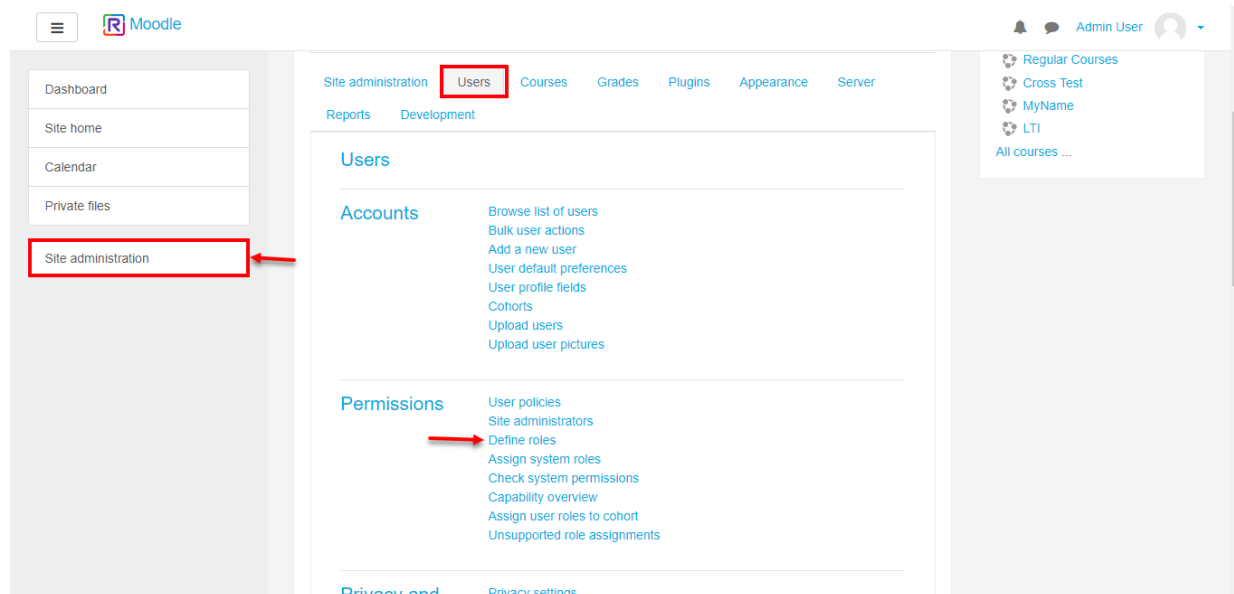 Moodle
Admin User
Dashboard
Site home
Calendar
Private files
Site administration
Site administration Users Courses Grades Plugins Appearance Server
Reports Development
Users
Accounts
Browse list of users
Bulk user actions
Add a new user
User default preferences
User profile fields
Cohorts
Upload users
Upload user pictures
Permissions
User policies
Site administrators
Define roles
Assign system roles
Check system permissions
Capability overview
Assign user roles to cohort
Unsupported role assignments
Privacy and
Privacy settings
Regular Courses
Cross Test
MyName
LTI
All courses ...